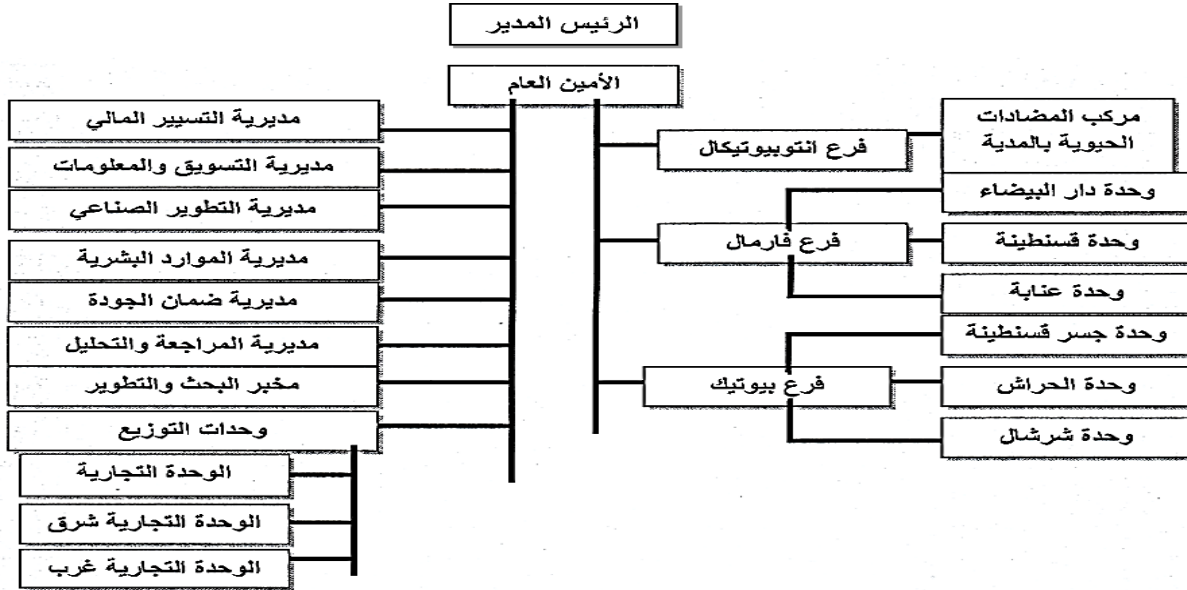 الرئيس المدير
الأمين العام
مركب المضادات
الحيوية بالمدية
فرع انتوبيوتيكال
وحدة دار البيضاء
فرع فارمال
وحدة قسنطينة
وحدة عنابة
وحدة جسر قسنطينة
فرع بيوتيك
وحدة الحراش
وحدة شرشال
مديرية التسيير المالي
مديرية التسويق والمعلومات
مديرية التطوير الصناعي
مديرية الموارد البشرية
مديرية ضمان الجودة
مديرية المراجعة والتحليل
مخبر البحث والتطوير
وحدات التوزيع
الوحدة التجارية
الوحدة التجارية شرق
الوحدة التجارية غرب